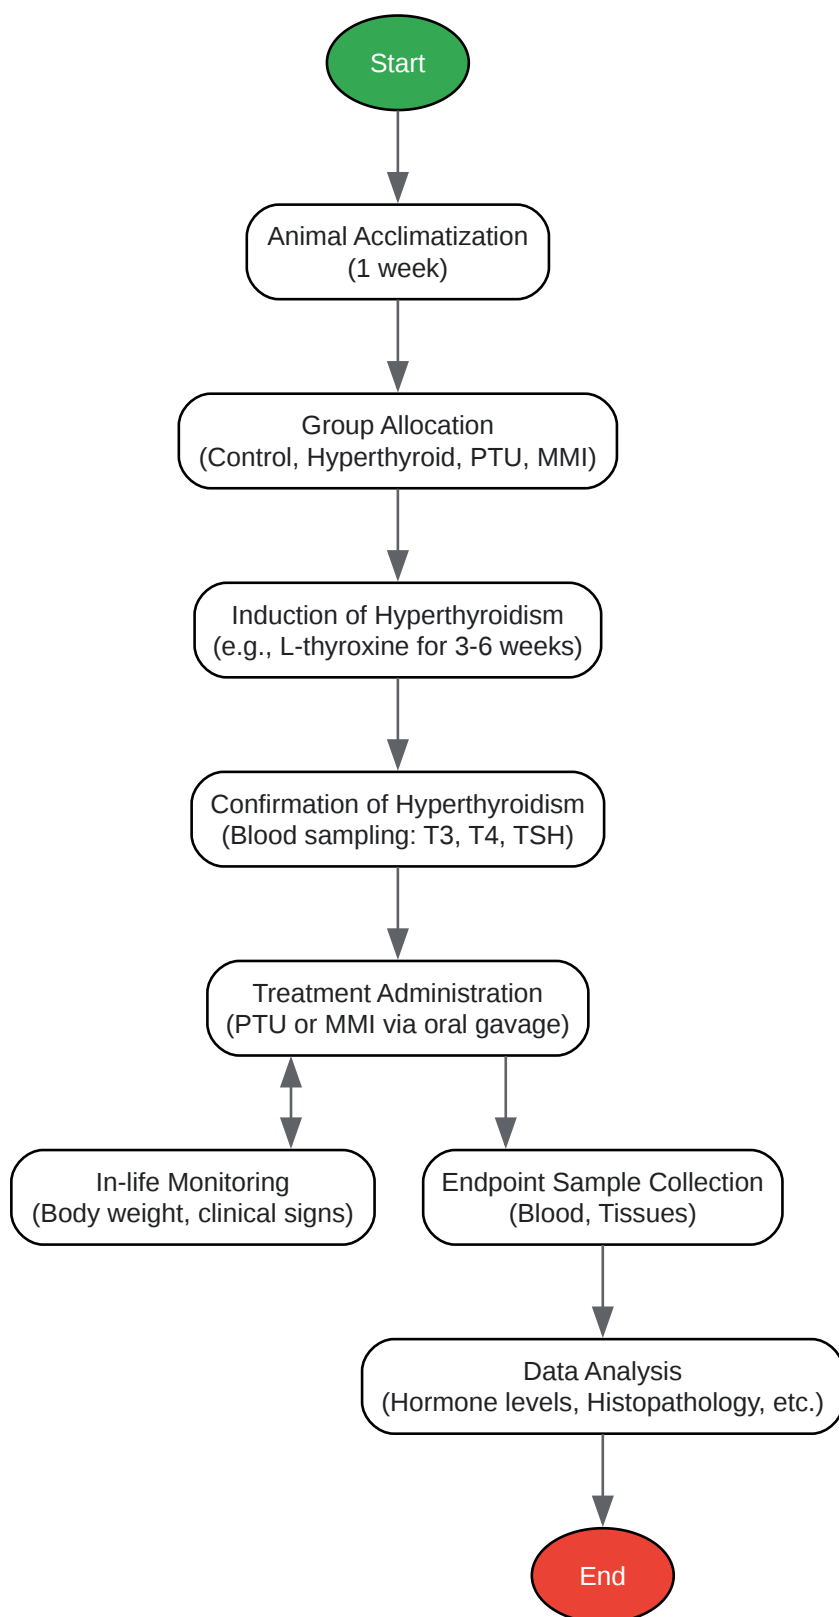 Start
Animal Acclimatization
(1 week)
Group Allocation
(Control, Hyperthyroid, PTU, MMI)
Induction of Hyperthyroidism
(e.g., L-thyroxine for 3-6 weeks)
Confirmation of Hyperthyroidism
(Blood sampling: T3, T4, TSH)
Treatment Administration
(PTU or MMI via oral gavage)
In-life Monitoring
(Body weight, clinical signs)
Endpoint Sample Collection
(Blood, Tissues)
Data Analysis
(Hormone levels, Histopathology, etc.)
End